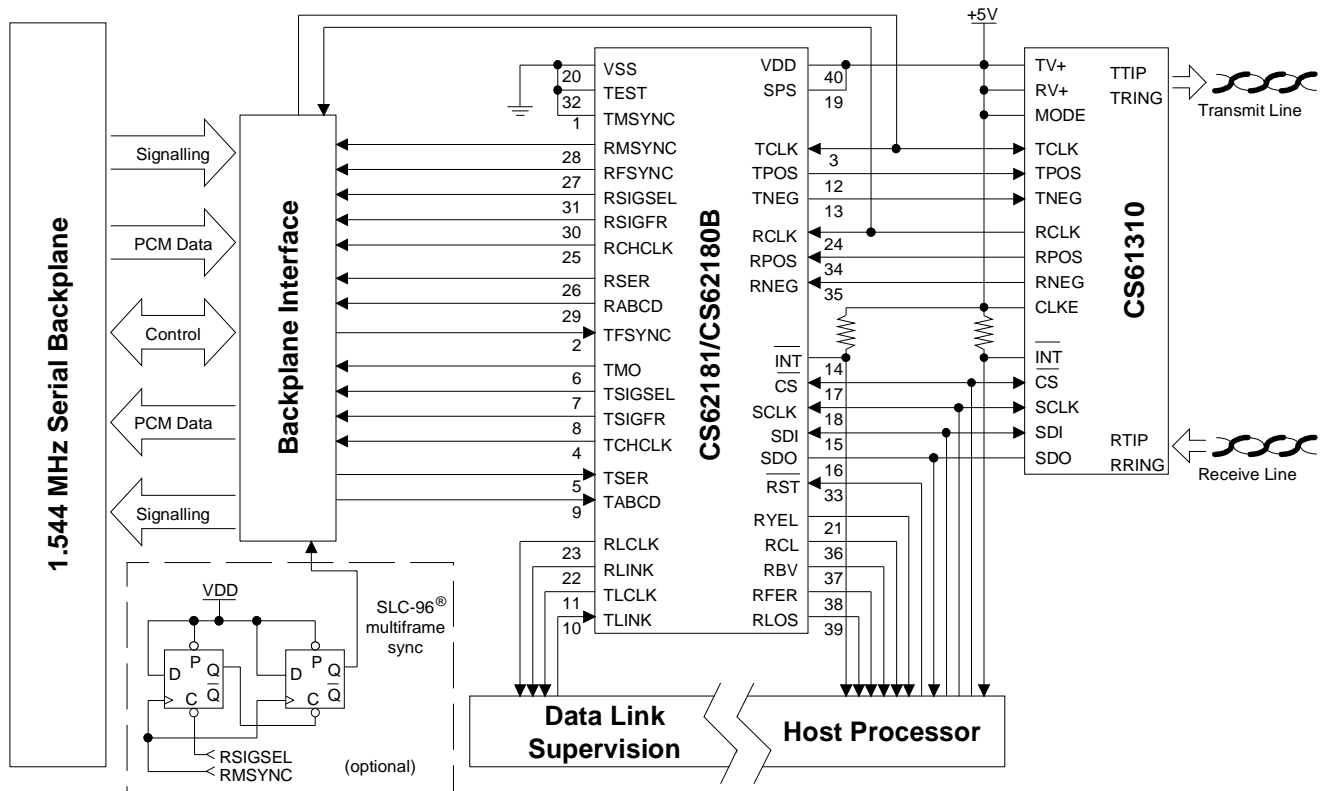 1.544 MHz Serial Backplane
Signalling
PCM Data
Control
PCM Data
Signalling
Backplane Interface
CS62181/CS62180B
VSS
20
TEST
32
TMSYNC
1
RMSYNC
28
RFSYNC
27
RSIGSEL
31
RSIGFR
30
RCHCLK
25
RSER
26
RABCD
29
TFSYNC
2
TMO
6
TSIGSEL
7
TSIGFR
8
TCHCLK
4
TSER
5
TABCD
9
RLCLK
23
RLINK
22
TLCLK
11
TLINK
10
VDD
40
SPS
19
TCLK
3
TPOS
12
TNEG
13
RCLK
24
RPOS
34
RNEG
35
INT
14
CS
17
SCLK
18
SDI
15
SDO
16
RST
33
RYEL
21
RCL
36
RBV
37
RFER
38
RLOS
39
+5V
CS61310
TV+
RV+
MODE
TCLK
TPOS
TNEG
RCLK
RPOS
RNEG
CLKE
INT
CS
SCLK
SDI
SDO
TTIP
TRING
Transmit Line
RTIP
RRING
Receive Line
VDD
SLC-96®
multiframe
sync
D
P
Q
Q
C
D
P
Q
Q
C
RSIGSEL
RMSYNC
(optional)
Data Link
Supervision
Host Processor